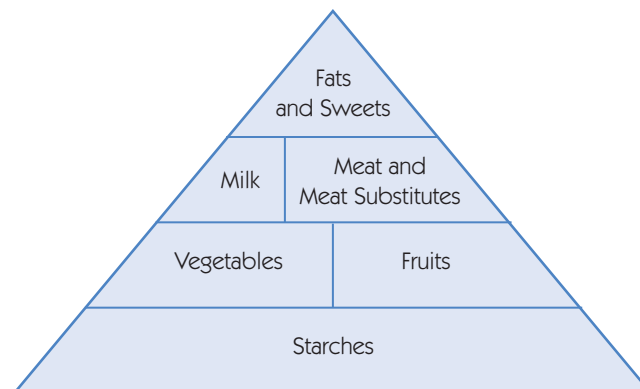 Fats
and Sweets
Milk
Meat and
Meat Substitutes
Vegetables
Fruits
Starches